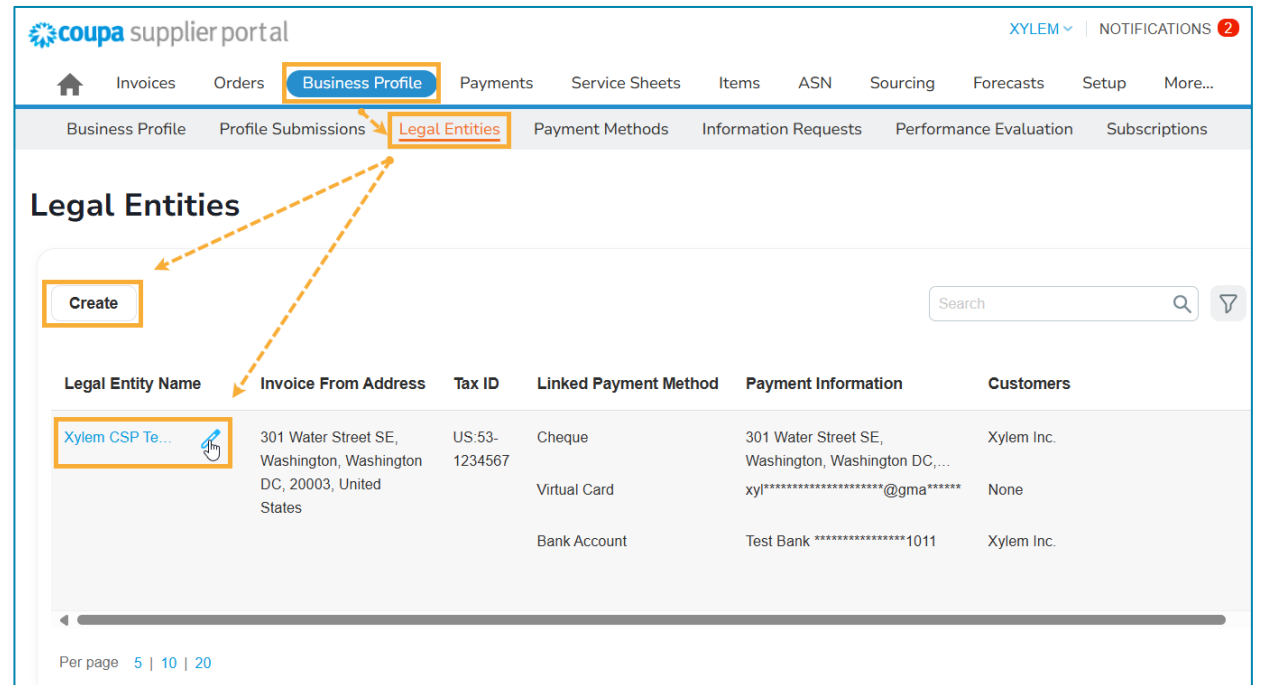 coupa supplier portal
XYLEM
NOTIFICATIONS 2
Invoices Orders Business Profile Payments Service Sheets Items ASN Sourcing Forecasts Setup More...
Business Profile Profile Submissions Legal Entities Payment Methods Information Requests Performance Evaluation Subscriptions
Legal Entities
Create
Search
Legal Entity Name Invoice From Address Tax ID Linked Payment Method Payment Information Customers
Xylem CSP Te... 301 Water Street SE, US:53- Cheque 301 Water Street SE, Xylem Inc.
Washington, Washington 1234567 Washington, Washington DC,...
DC, 20003, United Virtual Card xyl*********************@gma****** None
States
Bank Account Test Bank ****************1011 Xylem Inc.
Per page 5 | 10 | 20